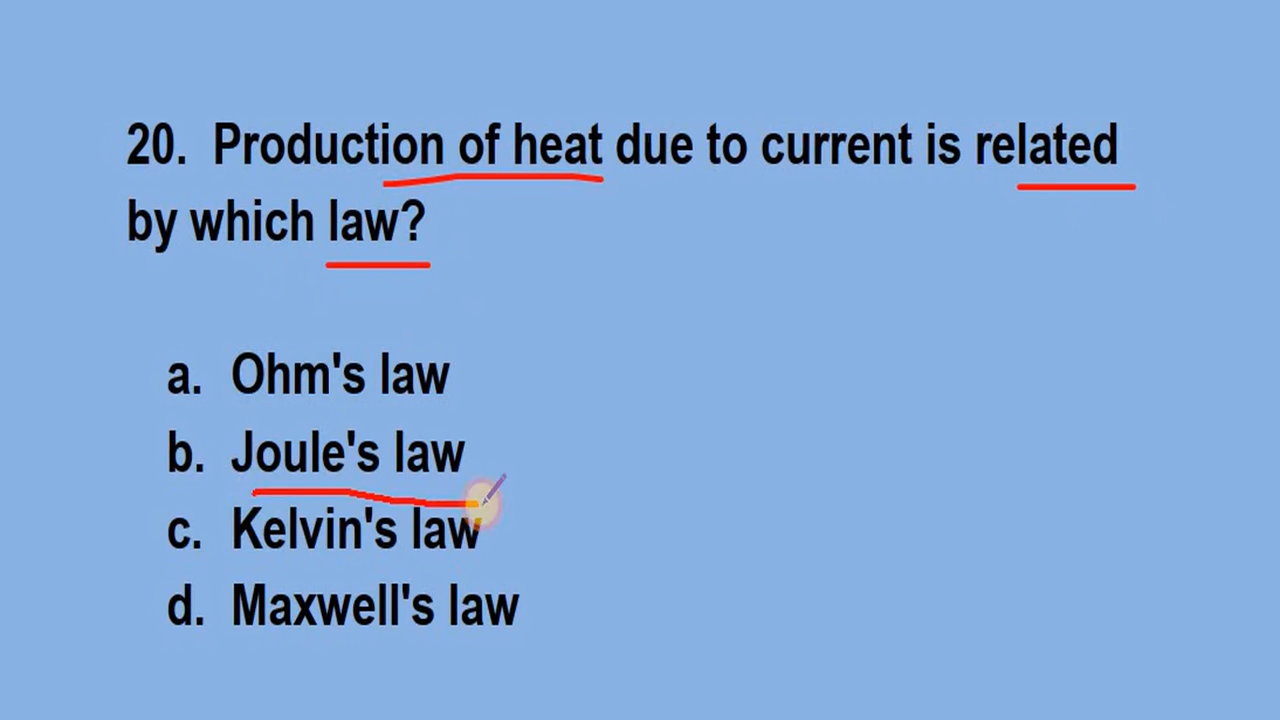 20. Production of heat due to current is related
by which law?
a. Ohm's law
b. Joule's law
c. Kelvin's law
d. Maxwell's law